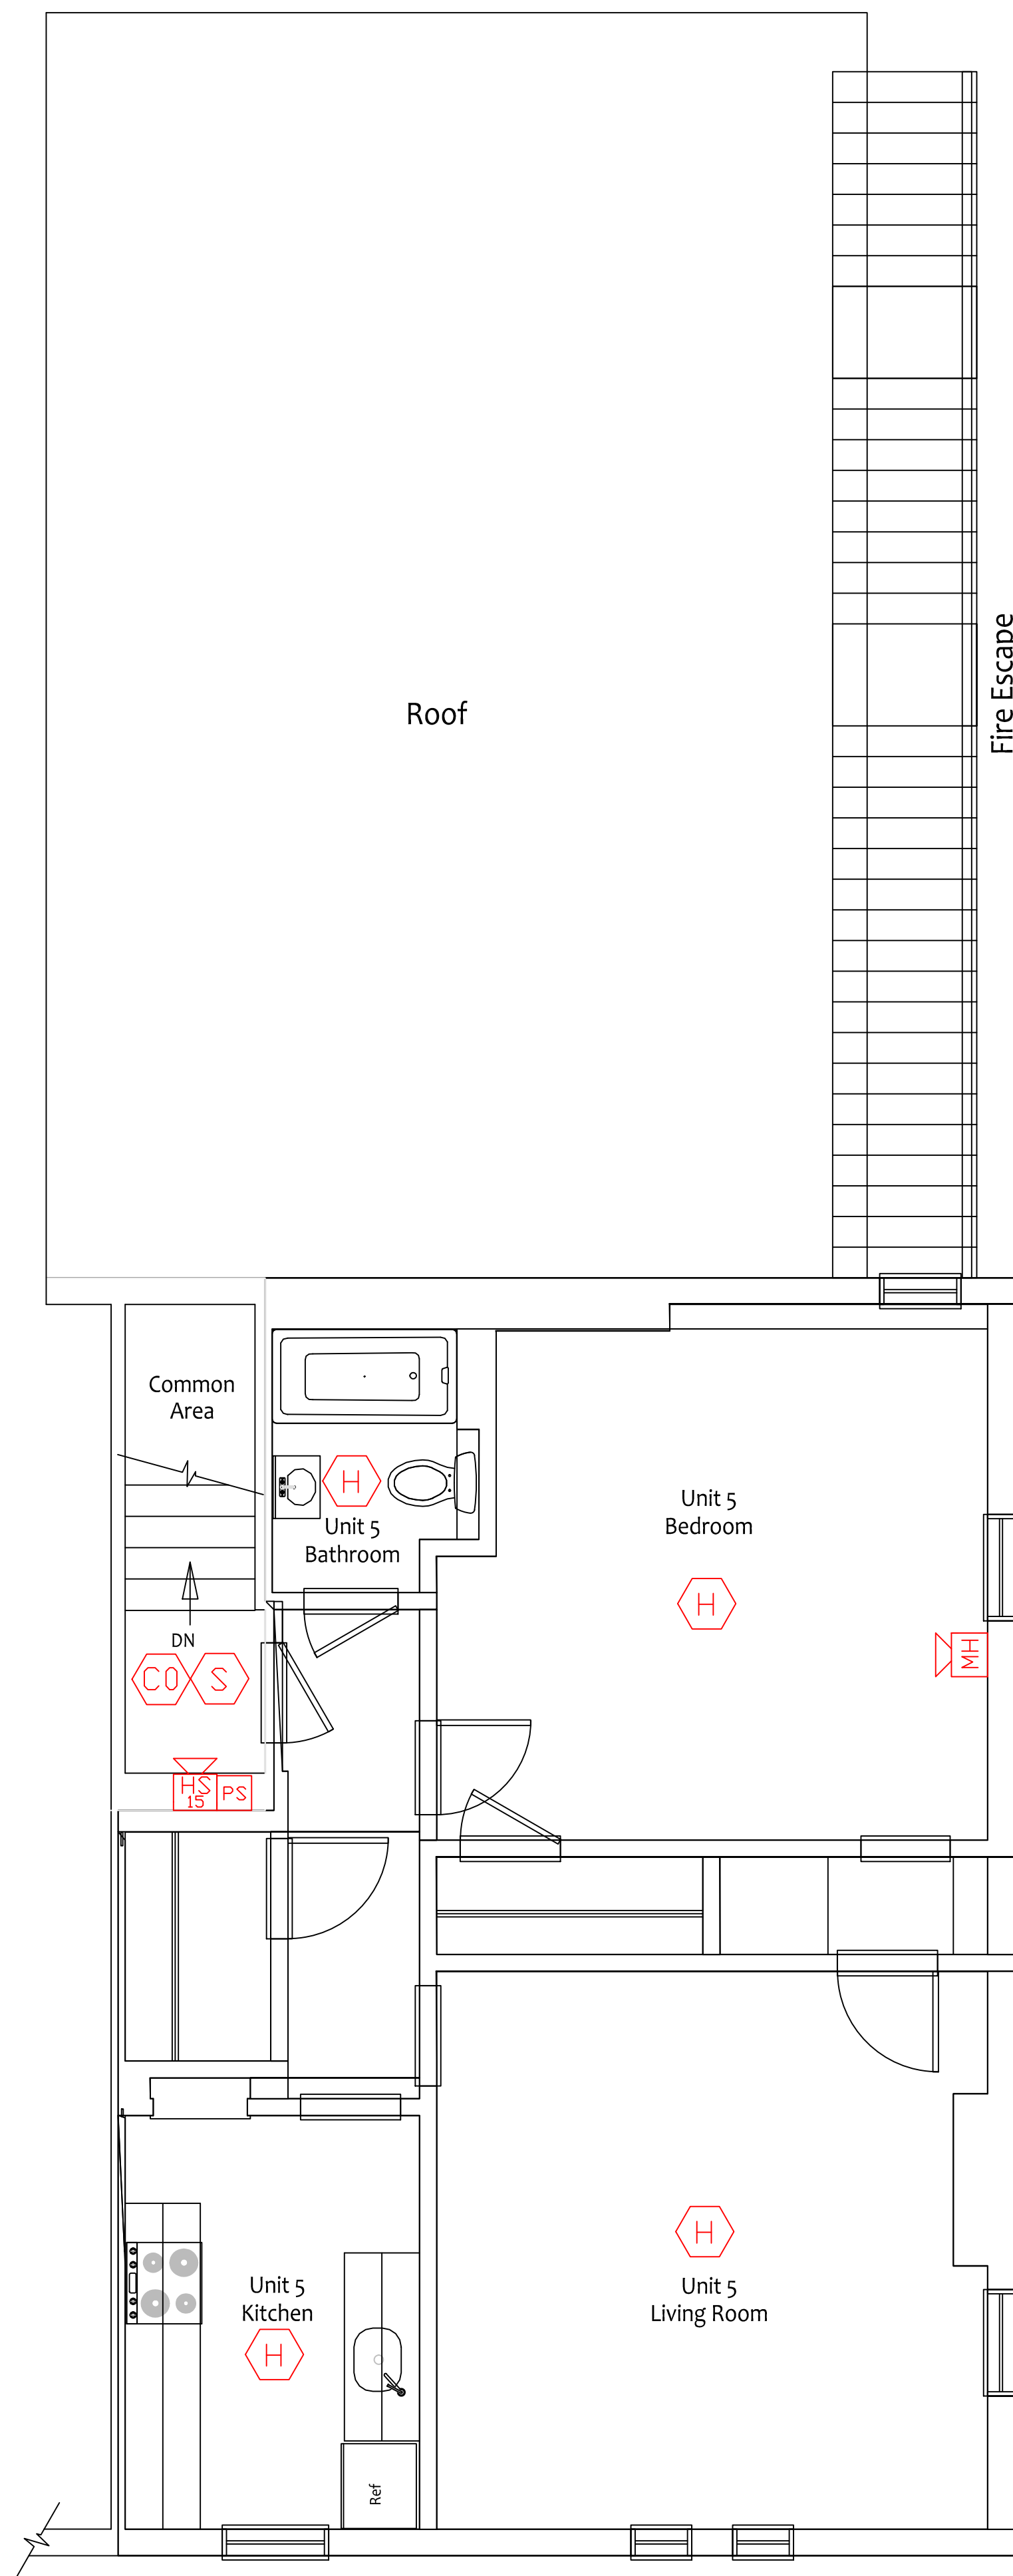 Fire Escape
Roof
Common
Area
H
Unit 5
Bathroom
Unit 5
Bedroom
H
DN
CO
S
MH
HS
15
PS
H
Unit 5
Living Room
Unit 5
Kitchen
H
Ref